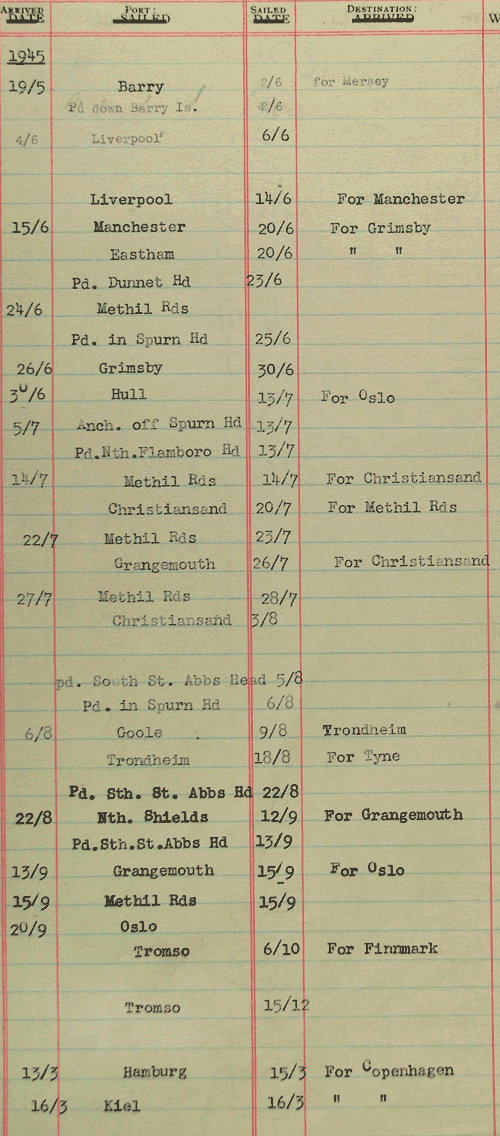 ARRIVED DATE PORT: SAILED SAILED DATE DESTINATION: ARRIVED W
1945
19/5 Barry 2/6 for Mersey
Pd down Barry Is. 2/6
4/6 Liverpool 6/6
Liverpool 14/6 For Manchester
15/6 Manchester 20/6 For Grimsby
Eastham 20/6 " "
Pd. Dunnet Hd 23/6
24/6 Methil Rds
Pd. in Spurn Hd 25/6
26/6 Grimsby 30/6
30/6 Hull 13/7 For Oslo
5/7 Anch. off Spurn Hd 13/7
Pd.Nth.Flamboro Hd 13/7
14/7 Methil Rds 14/7 For Christiansand
Christiansand 20/7 For Methil Rds
22/7 Methil Rds 23/7
Grangemouth 26/7 For Christiansand
27/7 Methil Rds 28/7
Christiansand 3/8
pd. South St. Abbs Head 5/8
Pd. in Spurn Hd 6/8
6/8 Goole . 9/8 Trondheim
Trondheim 18/8 For Tyne
Pd. Sth. St. Abbs Hd 22/8
22/8 Nth. Shields 12/9 For Grangemouth
Pd.Sth.St.Abbs Hd 13/9
13/9 Grangemouth 15/9 For Oslo
15/9 Methil Rds 15/9
20/9 Oslo
Tromso 6/10 For Finnmark
Tromso 15/12
13/3 Hamburg 15/3 For Copenhagen
16/3 Kiel 16/3 " "